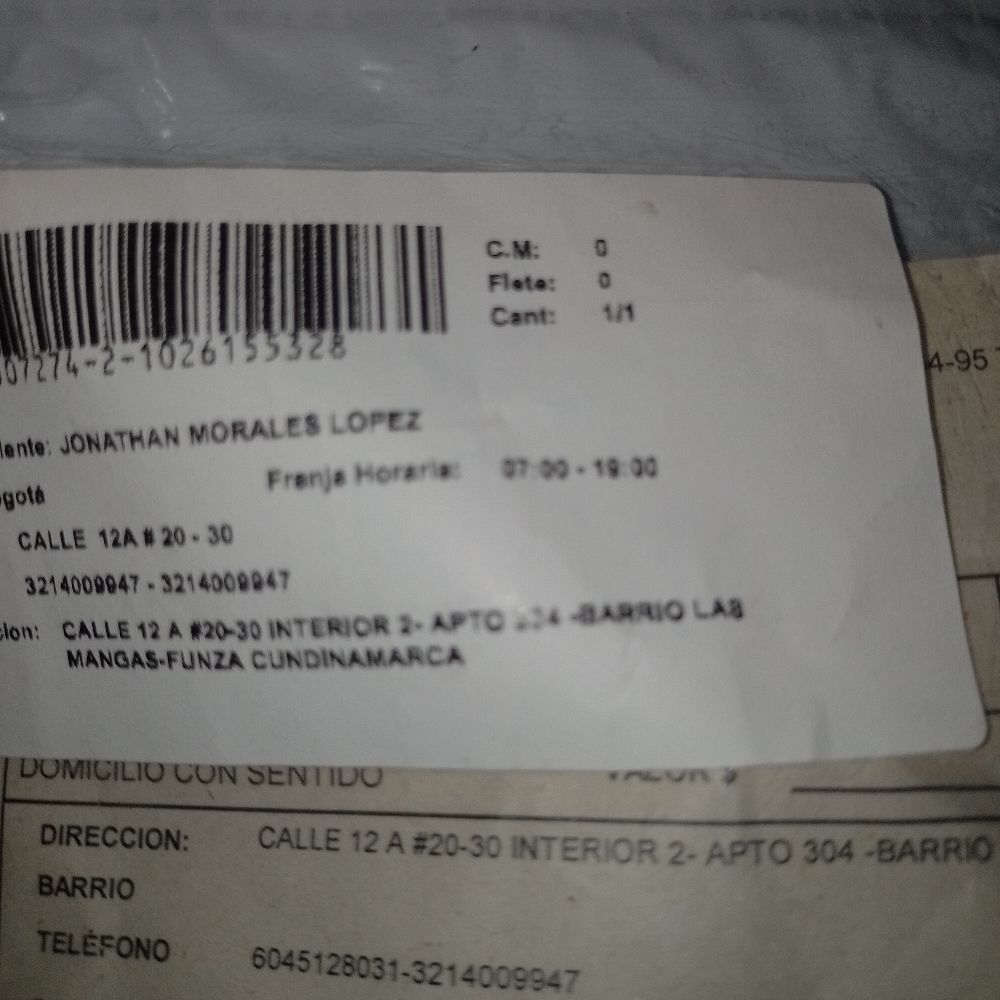 C.M: 0
Flete: 0
Cant: 1/1
07274-2-1026155328
iente: JONATHAN MORALES LOPEZ
Franja Horaria: 07:00 - 19:00
gotá
CALLE 12A # 20 - 30
3214009947 - 3214009947
cion: CALLE 12 A #20-30 INTERIOR 2- APTO 304 -BARRIO LAS
MANGAS-FUNZA CUNDINAMARCA
4-95
DOMICILIO CON SENTIDO VALOR $
DIRECCION: CALLE 12 A #20-30 INTERIOR 2- APTO 304 -BARRIO
BARRIO
TELÉFONO 6045128031-3214009947